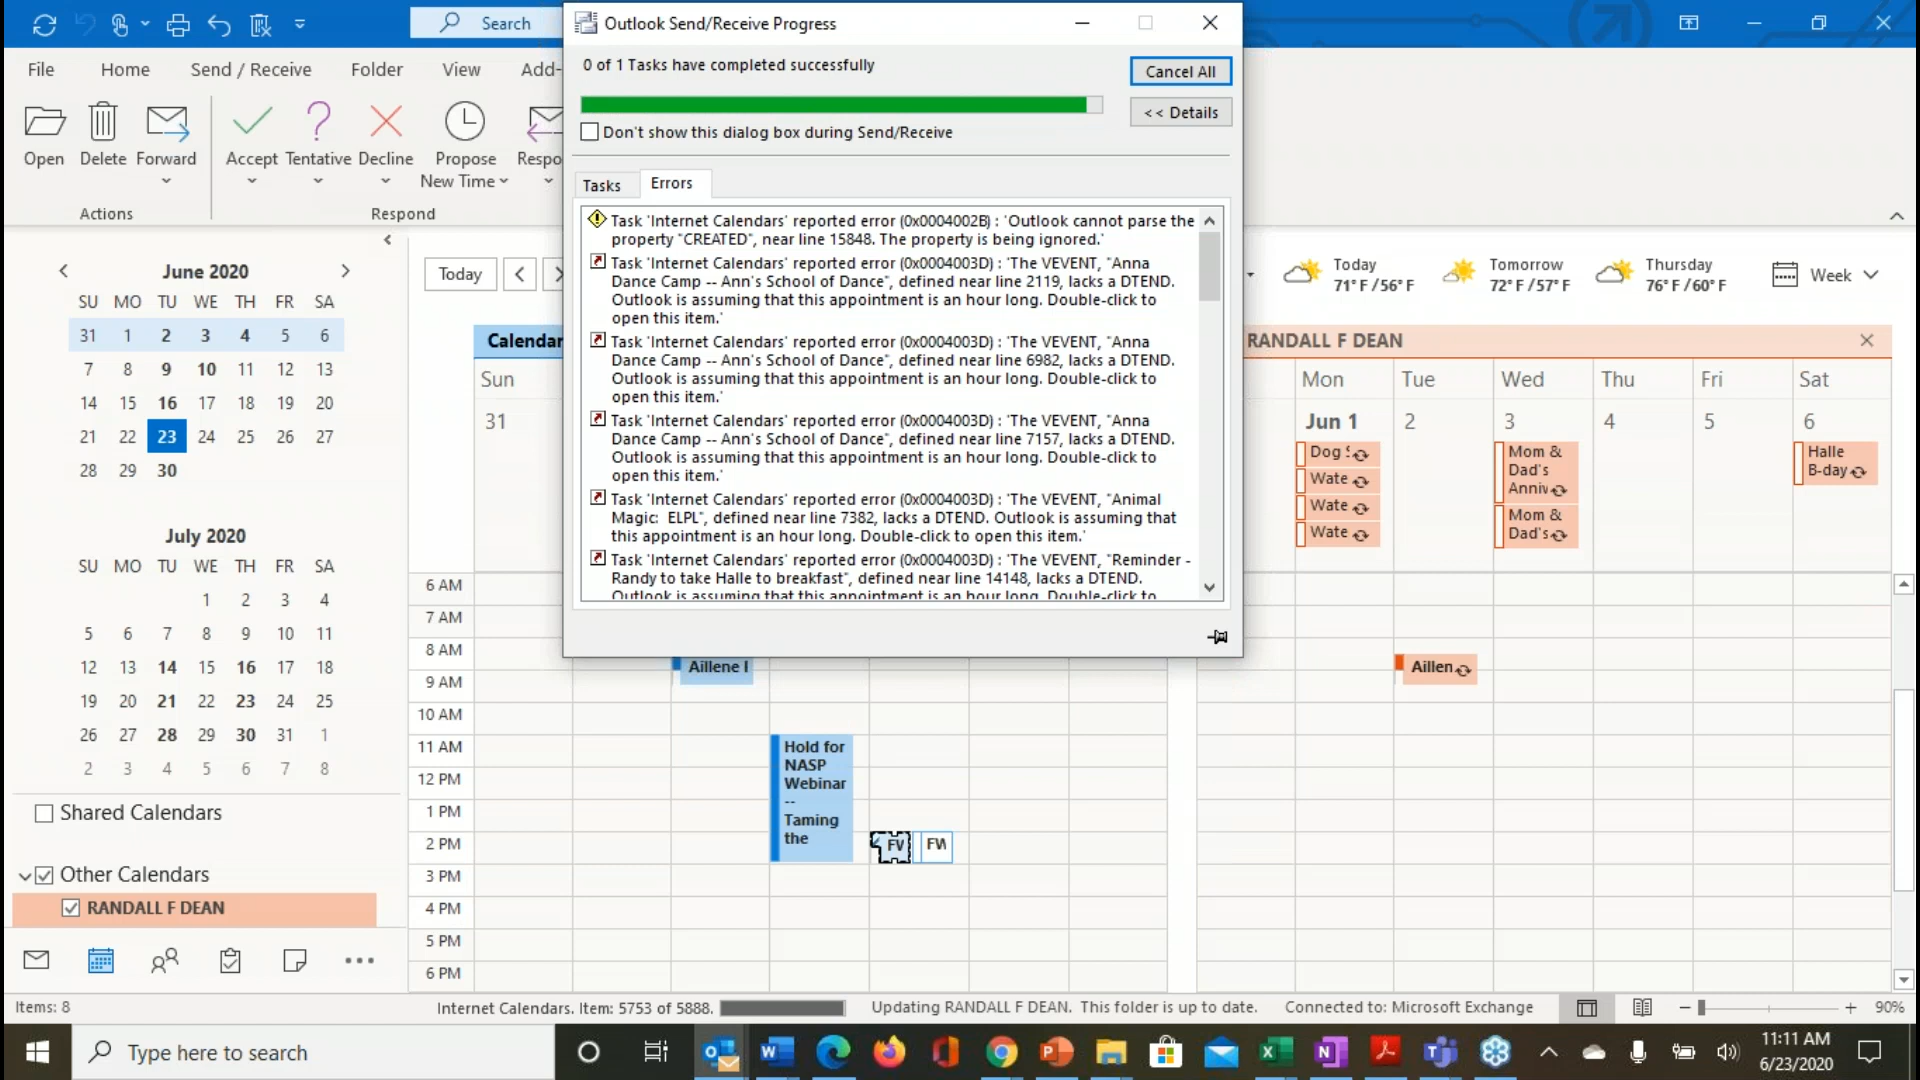 Search
Outlook Send/Receive Progress
File
Home
Send / Receive
Folder
View
Add-
0 of 1 Tasks have completed successfully
Cancel All
<< Details
Don't show this dialog box during Send/Receive
Open
Delete
Forward
Accept
Tentative
Decline
Propose
New Time
Respo
Actions
Respond
Tasks
Errors
Task 'Internet Calendars' reported error (0x0004002B) : 'Outlook cannot parse the
property "CREATED", near line 15848. The property is being ignored.'
Task 'Internet Calendars' reported error (0x0004003D) : 'The VEVENT, "Anna
Dance Camp -- Ann's School of Dance", defined near line 2119, lacks a DTEND.
Outlook is assuming that this appointment is an hour long. Double-click to
open this item.'
Task 'Internet Calendars' reported error (0x0004003D) : 'The VEVENT, "Anna
Dance Camp -- Ann's School of Dance", defined near line 6982, lacks a DTEND.
Outlook is assuming that this appointment is an hour long. Double-click to
open this item.'
Task 'Internet Calendars' reported error (0x0004003D) : 'The VEVENT, "Anna
Dance Camp -- Ann's School of Dance", defined near line 7157, lacks a DTEND.
Outlook is assuming that this appointment is an hour long. Double-click to
open this item.'
Task 'Internet Calendars' reported error (0x0004003D) : 'The VEVENT, "Animal
Magic:  ELPL", defined near line 7382, lacks a DTEND. Outlook is assuming that
this appointment is an hour long. Double-click to open this item.'
Task 'Internet Calendars' reported error (0x0004003D) : 'The VEVENT, "Reminder -
Randy to take Halle to breakfast", defined near line 14148, lacks a DTEND.
Outlook is assuming that this appointment is an hour long. Double-click to
June 2020
SU MO TU WE TH FR SA
31 1 2 3 4 5 6
7 8 9 10 11 12 13
14 15 16 17 18 19 20
21 22 23 24 25 26 27
28 29 30
July 2020
SU MO TU WE TH FR SA
1 2 3 4
5 6 7 8 9 10 11
12 13 14 15 16 17 18
19 20 21 22 23 24 25
26 27 28 29 30 31 1
2 3 4 5 6 7 8
Shared Calendars
Other Calendars
RANDALL F DEAN
Today
Today
71° F / 56° F
Tomorrow
72° F / 57° F
Thursday
76° F / 60° F
Week
Calendar
RANDALL F DEAN
Sun
Mon
Tue
Wed
Thu
Fri
Sat
31
Jun 1
2
3
4
5
6
Dog S
Wate
Wate
Wate
Mom &
Dad's
Anniv
Mom &
Dad's
Halle
B-day
6 AM
7 AM
8 AM
9 AM
10 AM
11 AM
12 PM
1 PM
2 PM
3 PM
4 PM
5 PM
6 PM
Aillene
Aillen
Hold for
NASP
Webinar
--
Taming
the
FW
FW
Items: 8
Internet Calendars. Item: 5753 of 5888.
Updating RANDALL F DEAN.
This folder is up to date.
Connected to: Microsoft Exchange
90%
Type here to search
11:11 AM
6/23/2020